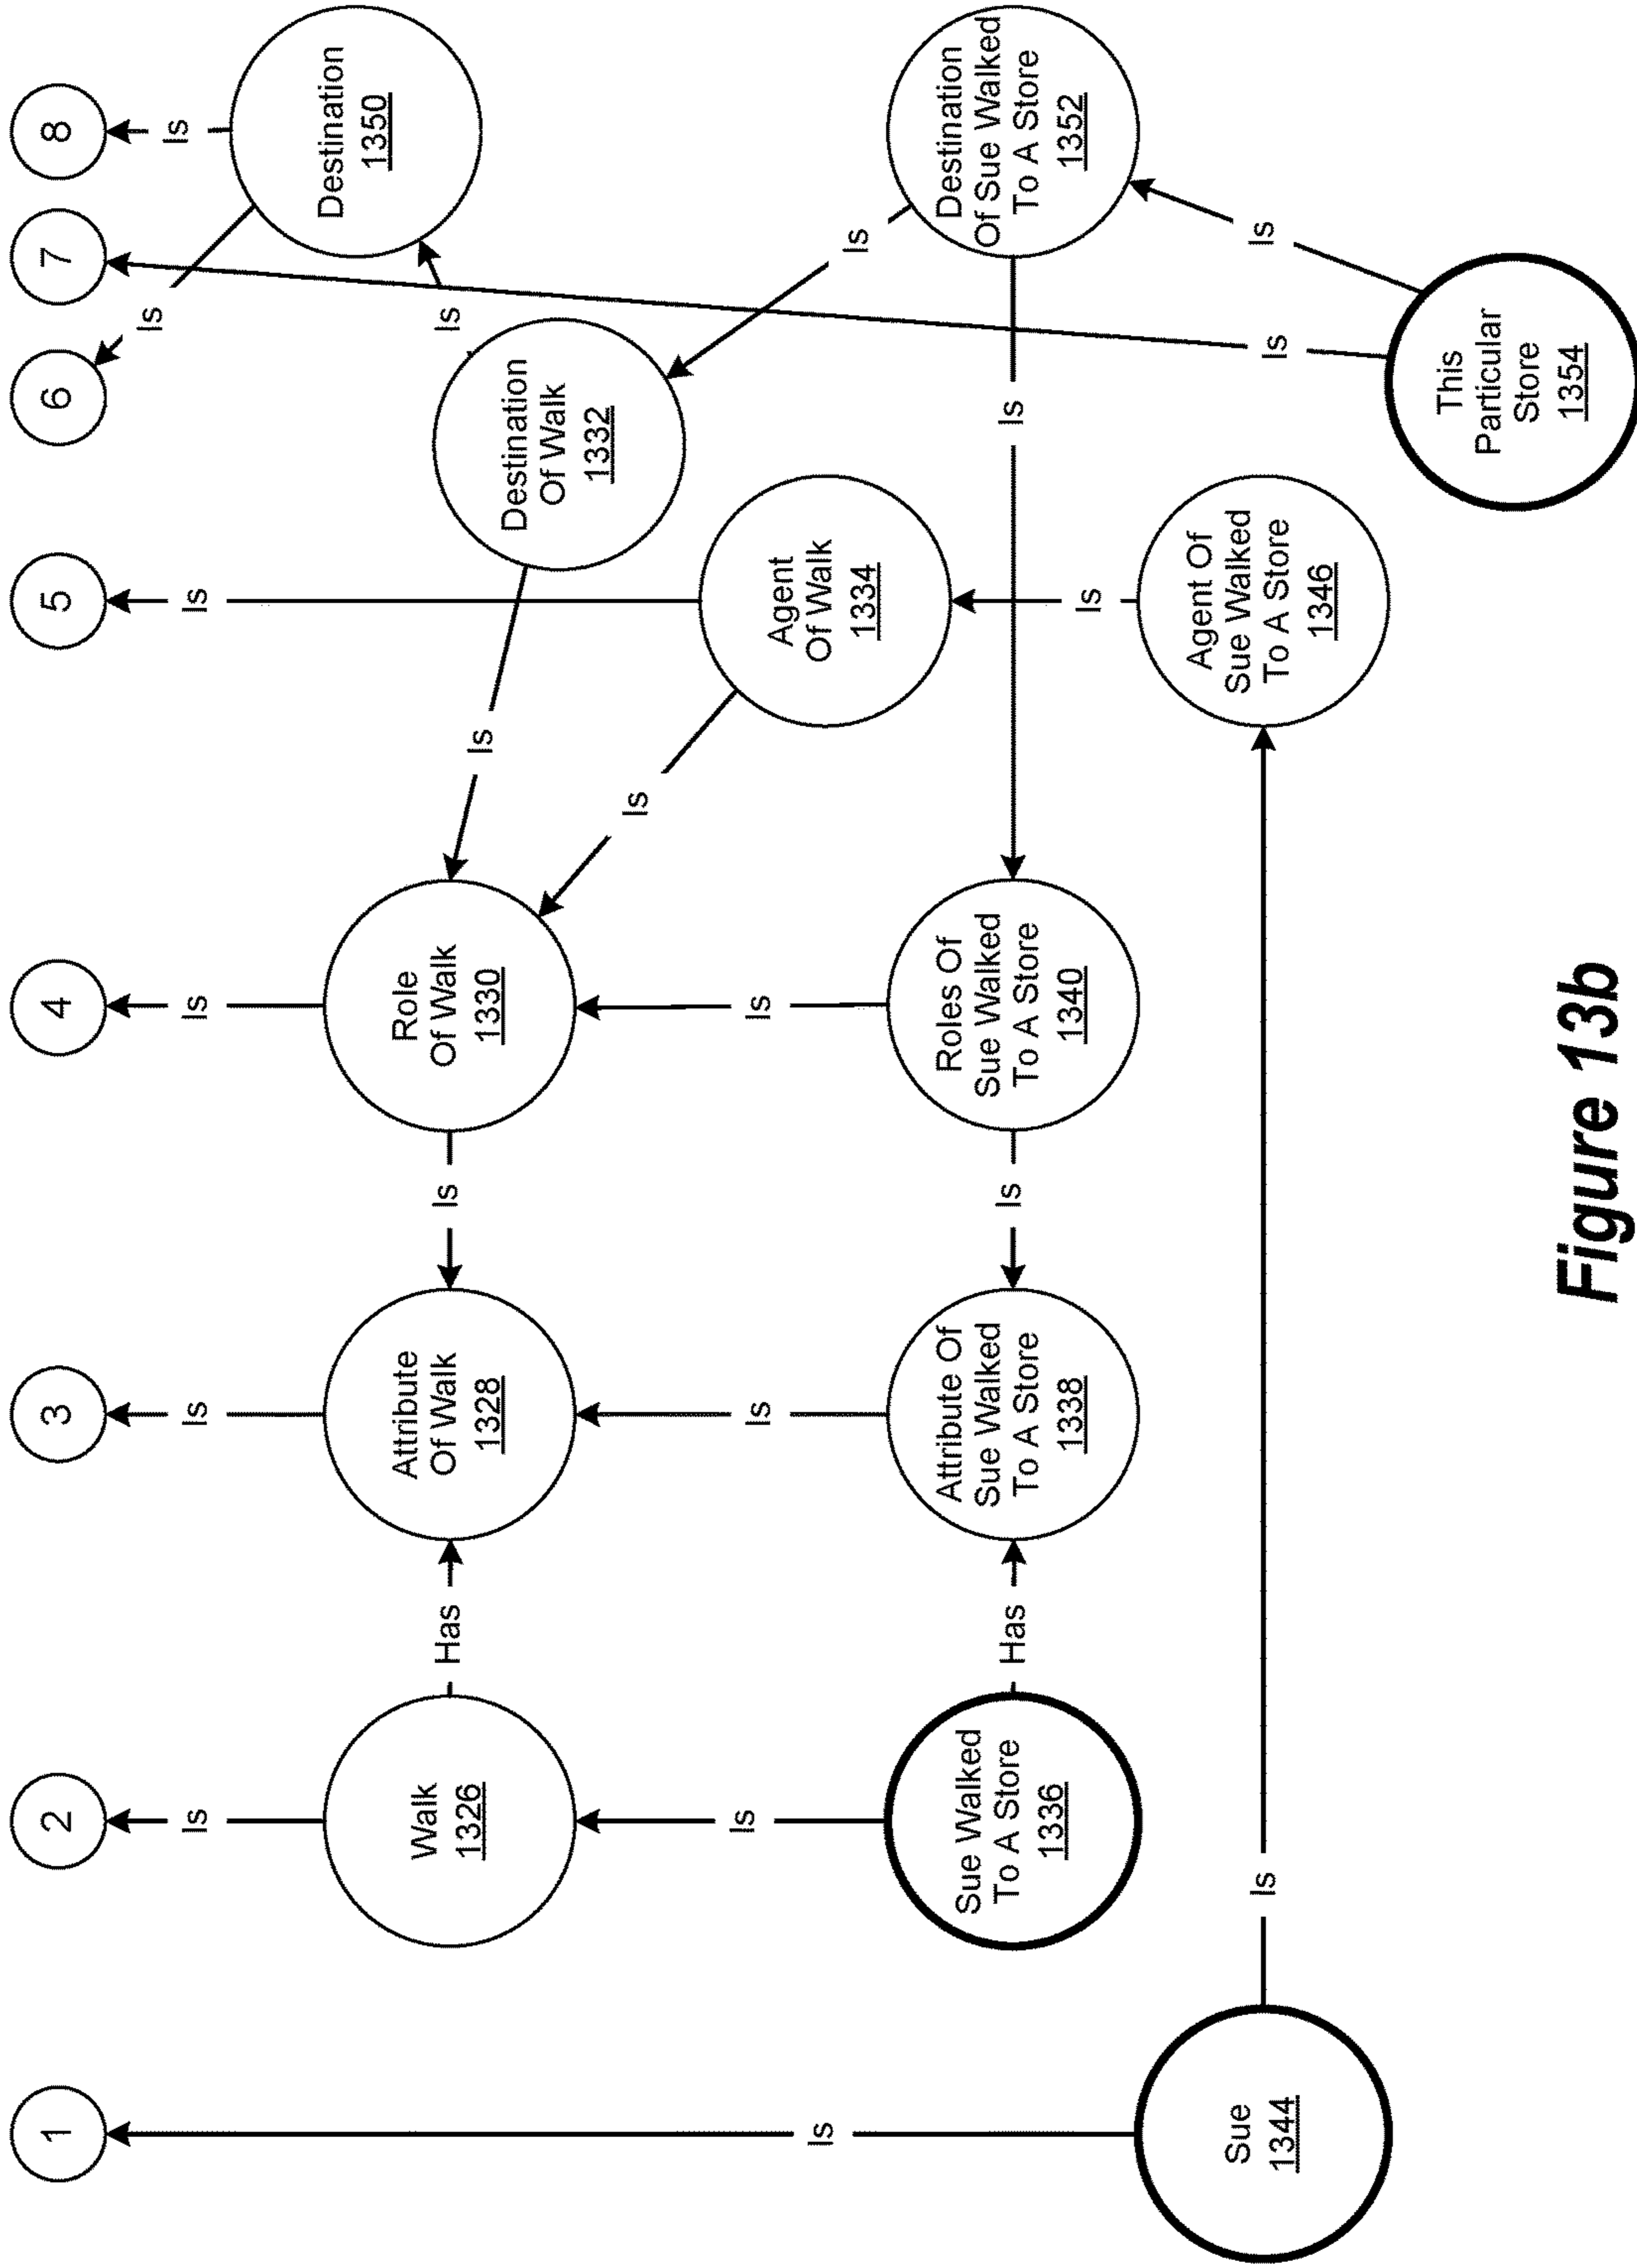 1
2
3
4
5
6
7
8
Is
Is
Is
Is
Is
Is
Is
Walk
1326
Has
Attribute
Of Walk
1328
Is
Role
Of Walk
1330
Is
Is
Agent
Of Walk
1334
Destination
Of Walk
1332
Is
Destination
1350
Is
Is
Is
Is
Is
Is
Sue Walked
To A Store
1336
Has
Attribute Of
Sue Walked
To A Store
1338
Is
Roles Of
Sue Walked
To A Store
1340
Is
Destination
Of Sue Walked
To A Store
1352
Is
Sue
1344
Is
Agent Of
Sue Walked
To A Store
1346
Is
Is
This
Particular
Store
1354
Figure 13b